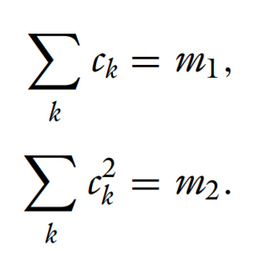 ∑_k c_k = m_1,
∑_k c_k^2 = m_2.